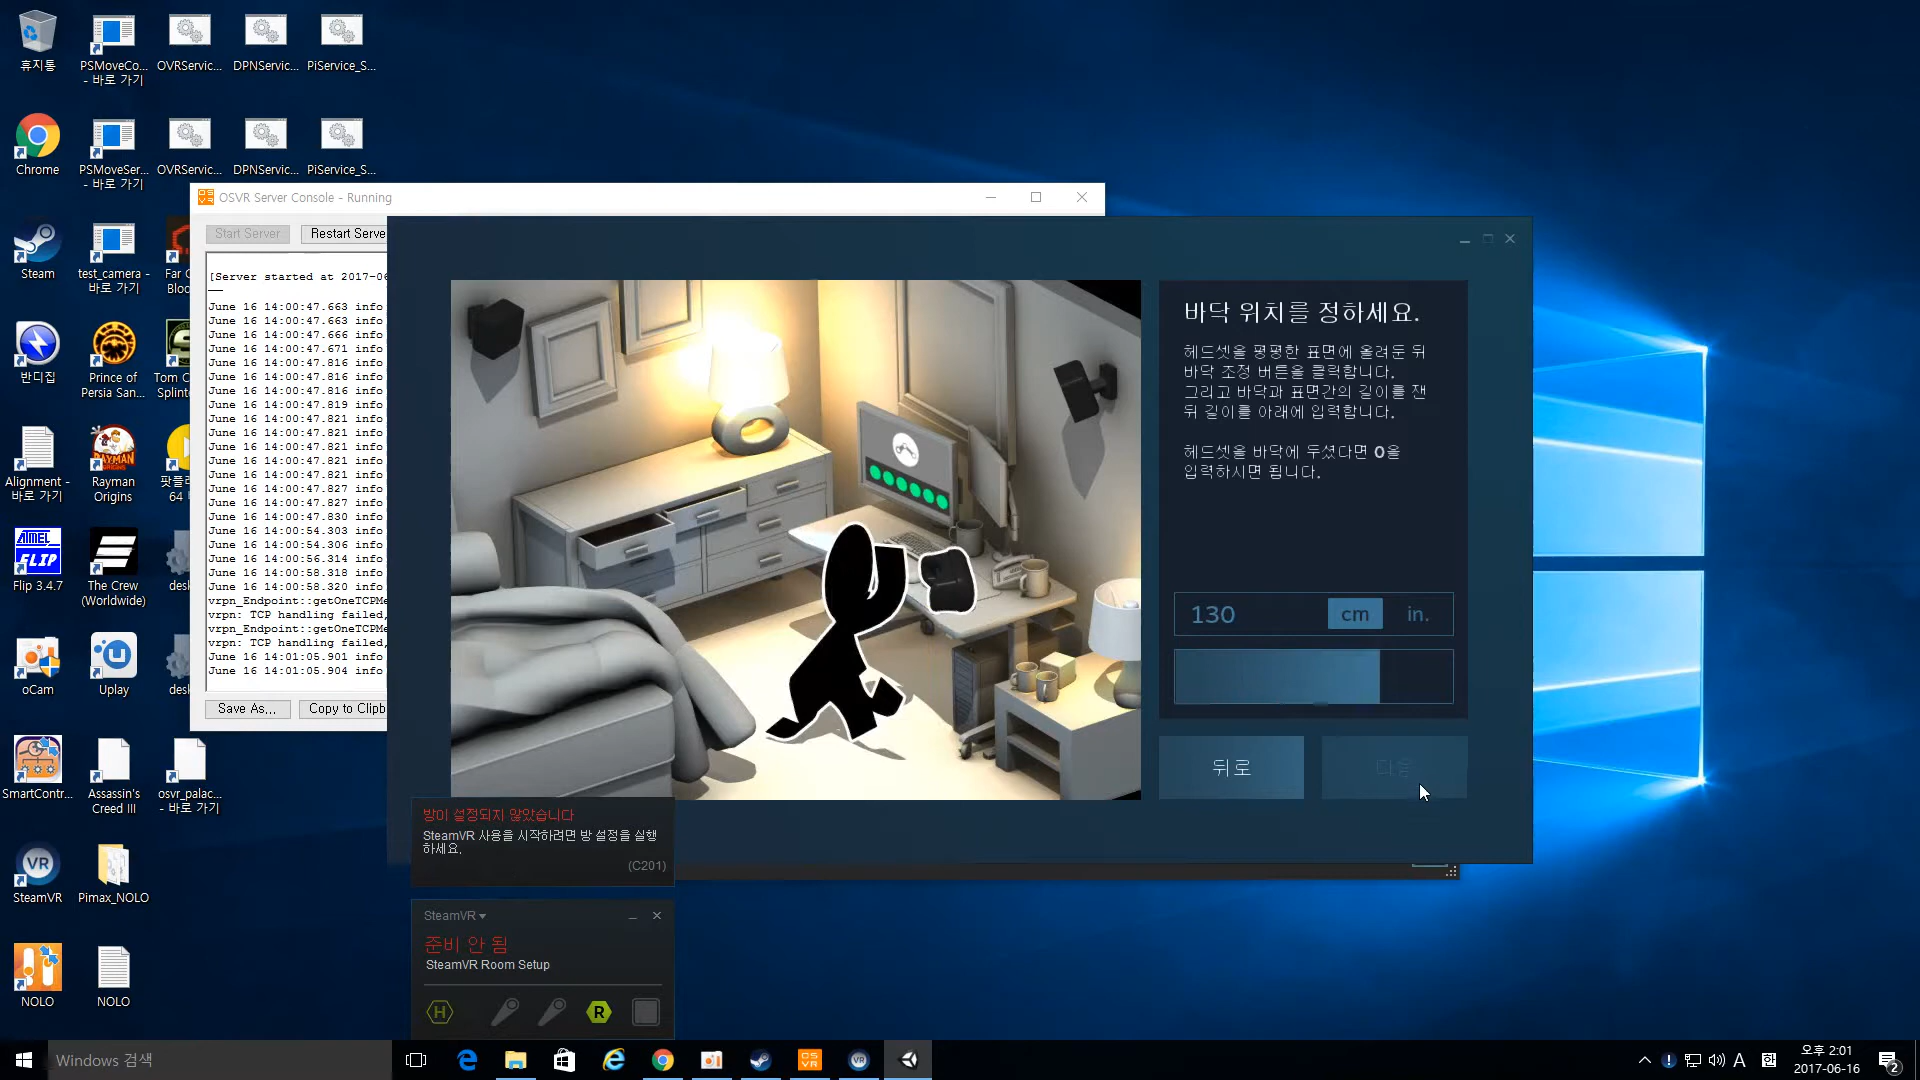 휴지통
PSMoveCo...
- 바로 가기
OVRServic...
DPNServic...
PiService_S...
Chrome
PSMoveSer...
- 바로 가기
OVRServic...
DPNServic...
PiService_S...
Steam
test_camera -
바로 가기
Far C
Bloo
반디집
Prince of
Persia San...
Tom C
Splint
Alignment -
바로 가기
Rayman
Origins
64
ATMEL
FLIP
Flip 3.4.7
The Crew
(Worldwide)
desk
oCam
Uplay
desk
SmartContr...
Assassin's
Creed III
osvr_palac...
- 바로 가기
VR
SteamVR
Pimax_NOLO
NOLO
NOLO
OSVR Server Console - Running
Start Server
Restart Serve
[Server started at 2017-06
June 16 14:00:47.663 info
June 16 14:00:47.663 info
June 16 14:00:47.666 info
June 16 14:00:47.671 info
June 16 14:00:47.816 info
June 16 14:00:47.816 info
June 16 14:00:47.816 info
June 16 14:00:47.819 info
June 16 14:00:47.821 info
June 16 14:00:47.821 info
June 16 14:00:47.821 info
June 16 14:00:47.821 info
June 16 14:00:47.821 info
June 16 14:00:47.827 info
June 16 14:00:47.827 info
June 16 14:00:47.830 info
June 16 14:00:54.303 info
June 16 14:00:54.306 info
June 16 14:00:56.314 info
June 16 14:00:58.318 info
June 16 14:00:58.320 info
vrpn_Endpoint::getOneTCPMe
vrpn: TCP handling failed,
vrpn_Endpoint::getOneTCPMe
vrpn: TCP handling failed,
June 16 14:01:05.901 info
June 16 14:01:05.904 info
Save As...
Copy to Clipb
바닥 위치를 정하세요.
헤드셋을 평평한 표면에 올려둔 뒤
바닥 조정 버튼을 클릭합니다.
그리고 바닥과 표면간의 길이를 잰
뒤 길이를 아래에 입력합니다.
헤드셋을 바닥에 두셨다면 0을
입력하시면 됩니다.
130
cm
in.
뒤로
다음
방이 설정되지 않았습니다
SteamVR 사용을 시작하려면 방 설정을 실행
하세요.
(C201)
SteamVR
준비 안 됨
SteamVR Room Setup
H
R
Windows 검색
A
한
오후 2:01
2017-06-16
2